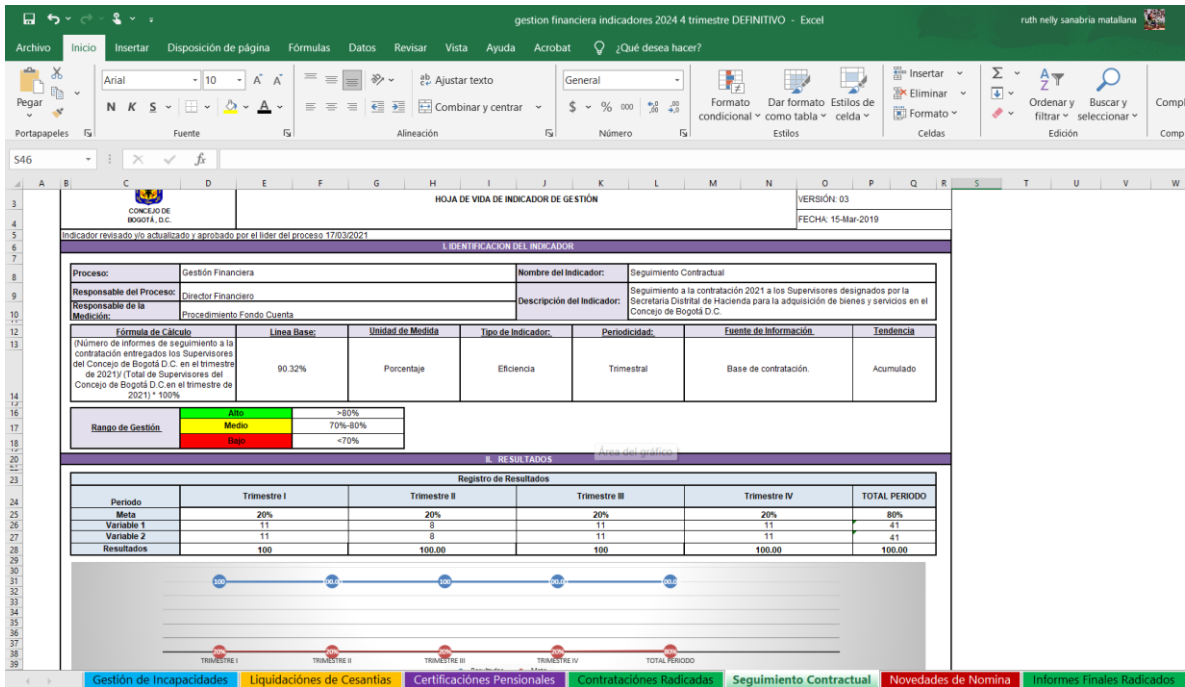 gestion financiera indicadores 2024 4 trimestre DEFINITIVO - Excel
ruth nelly sanabria matallana
Archivo Inicio Insertar Disposición de página Fórmulas Datos Revisar Vista Ayuda Acrobat ¿Qué desea hacer?
Pegar
Arial 10
N K S
Ajustar texto
Combinar y centrar
General
$ % 000
Formato condicional
Dar formato como tabla
Estilos de celda
Insertar
Eliminar
Formato
Ordenar y filtrar
Buscar y seleccionar
Compl
Portapapeles Fuente Alineación Número Estilos Celdas Edición Comp
S46 fx
A B C D E F G H I J K L M N O P Q R S T U V W
CONCEJO DE
BOGOTÁ, D.C.
HOJA DE VIDA DE INDICADOR DE GESTIÓN
VERSIÓN: 03
FECHA: 15-Mar-2019
Indicador revisado y/o actualizado y aprobado por el lider del proceso 17/03/2021
I. IDENTIFICACION DEL INDICADOR
Proceso: Gestión Financiera
Nombre del Indicador: Seguimiento Contractual
Responsable del Proceso: Director Financiero
Descripción del Indicador:
Seguimiento a la contratación 2021 a los Supervisores designados por la
Secretaria Distrital de Hacienda para la adquisición de bienes y servicios en el
Concejo de Bogotá D.C.
Responsable de la
Medición: Procedimiento Fondo Cuenta
Fórmula de Cálculo Linea Base: Unidad de Medida Tipo de Indicador: Periodicidad: Fuente de Información Tendencia
(Número de informes de seguimiento a la
contratación entregados los Supervisores
del Concejo de Bogotá D.C. en el trimestre
de 2021)/ (Total de Supervisores del
Concejo de Bogotá D.C.en el trimestre de
2021) * 100%
90.32% Porcentaje Eficiencia Trimestral Base de contratación. Acumulado
Rango de Gestión
Alto >80%
Medio 70%-80%
Bajo <70%
Área del gráfico
II. RESULTADOS
Registro de Resultados
Periodo Trimestre I Trimestre II Trimestre III Trimestre IV TOTAL PERIODO
Meta 20% 20% 20% 20% 80%
Variable 1 11 8 11 11 41
Variable 2 11 8 11 11 41
Resultados 100 100.00 100 100.00 100.00
100 100
20% 20% 20% 20% 80%
TRIMESTRE I TRIMESTRE II TRIMESTRE III TRIMESTRE IV TOTAL PERIODO
Gestión de Incapacidades Liquidaciónes de Cesantias Certificaciónes Pensionales Contrataciónes Radicadas Seguimiento Contractual Novedades de Nomina Informes Finales Radicados